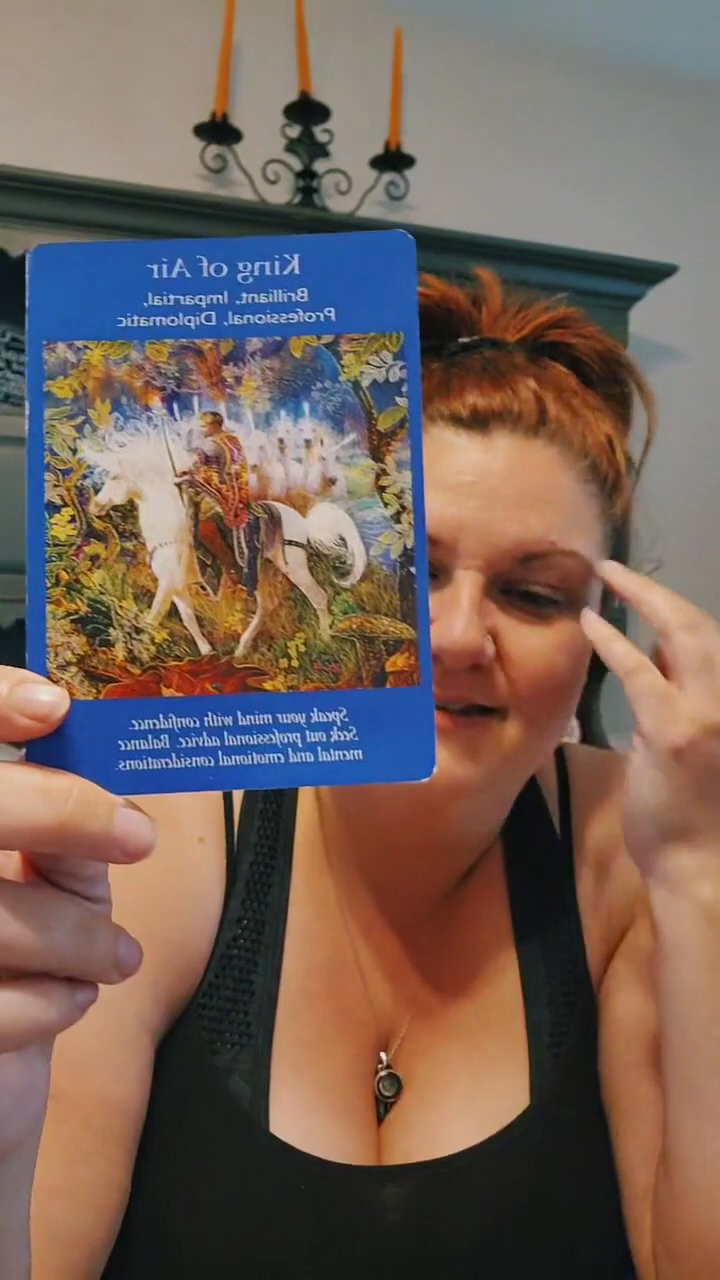 King of Air
Brilliant, Impartial,
Professional, Diplomatic
Speak your mind with confidence.
Seek out professional advice. Balance
mental and emotional considerations.